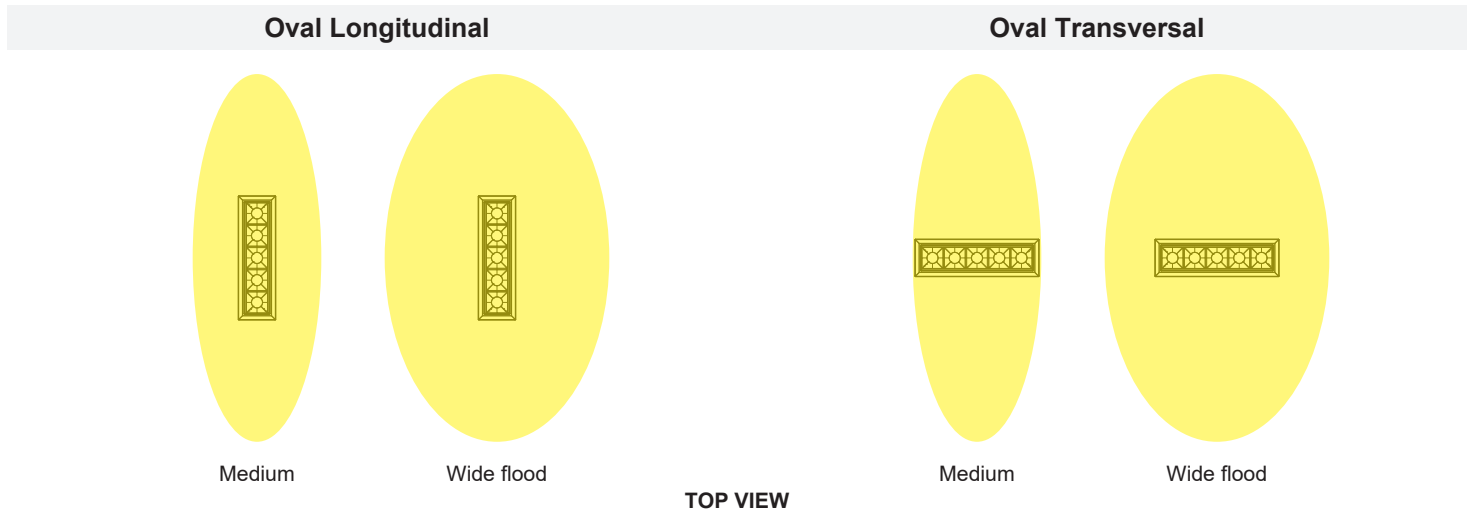 Oval Longitudinal
Oval Transversal
Medium
Wide flood
Medium
Wide flood
TOP VIEW